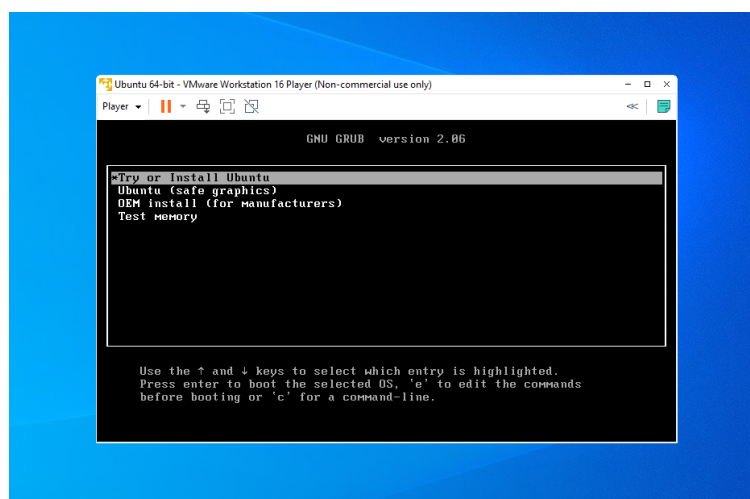 Ubuntu 64-bit - VMware Workstation 16 Player (Non-commercial use only)
Player
GNU GRUB version 2.06
*Try or Install Ubuntu
Ubuntu (safe graphics)
OEM install (for manufacturers)
Test memory
Use the ↑ and ↓ keys to select which entry is highlighted.
Press enter to boot the selected OS, 'e' to edit the commands
before booting or 'c' for a command-line.